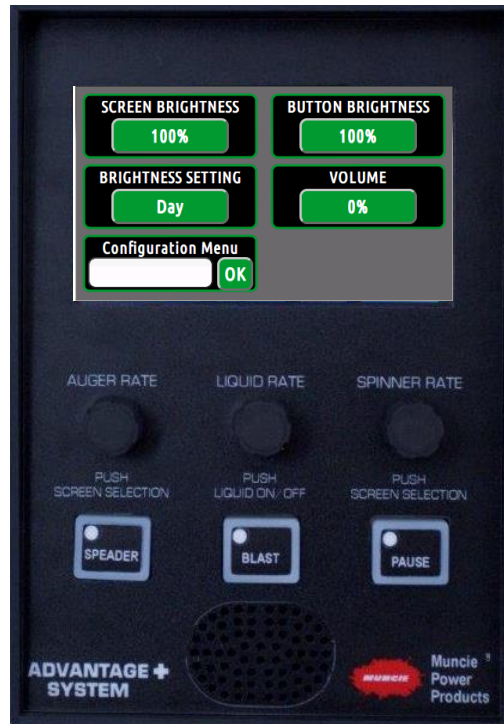 SCREEN BRIGHTNESS
100%
BUTTON BRIGHTNESS
100%
BRIGHTNESS SETTING
Day
VOLUME
0%
Configuration Menu
OK
AUGER RATE
LIQUID RATE
SPINNER RATE
PUSH
SCREEN SELECTION
PUSH
LIQUID ON/OFF
PUSH
SCREEN SELECTION
SPEADER
BLAST
PAUSE
ADVANTAGE+
SYSTEM
MUNCIE
Muncie ®
Power
Products